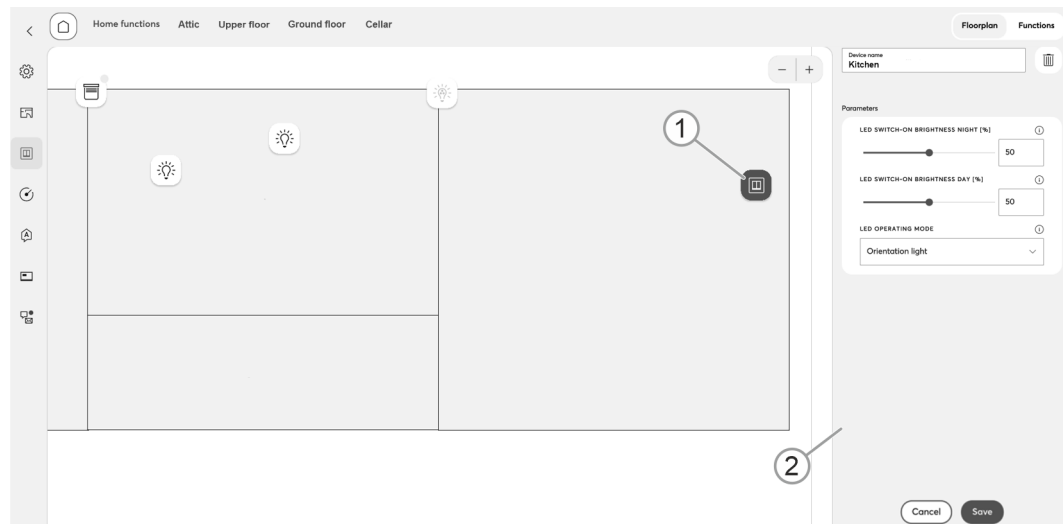 Home functions Attic Upper floor Ground floor Cellar
Floorplan Functions
Device name
Kitchen
Parameters
LED SWITCH-ON BRIGHTNESS NIGHT [%]
50
LED SWITCH-ON BRIGHTNESS DAY [%]
50
LED OPERATING MODE
Orientation light
1
2
Cancel Save